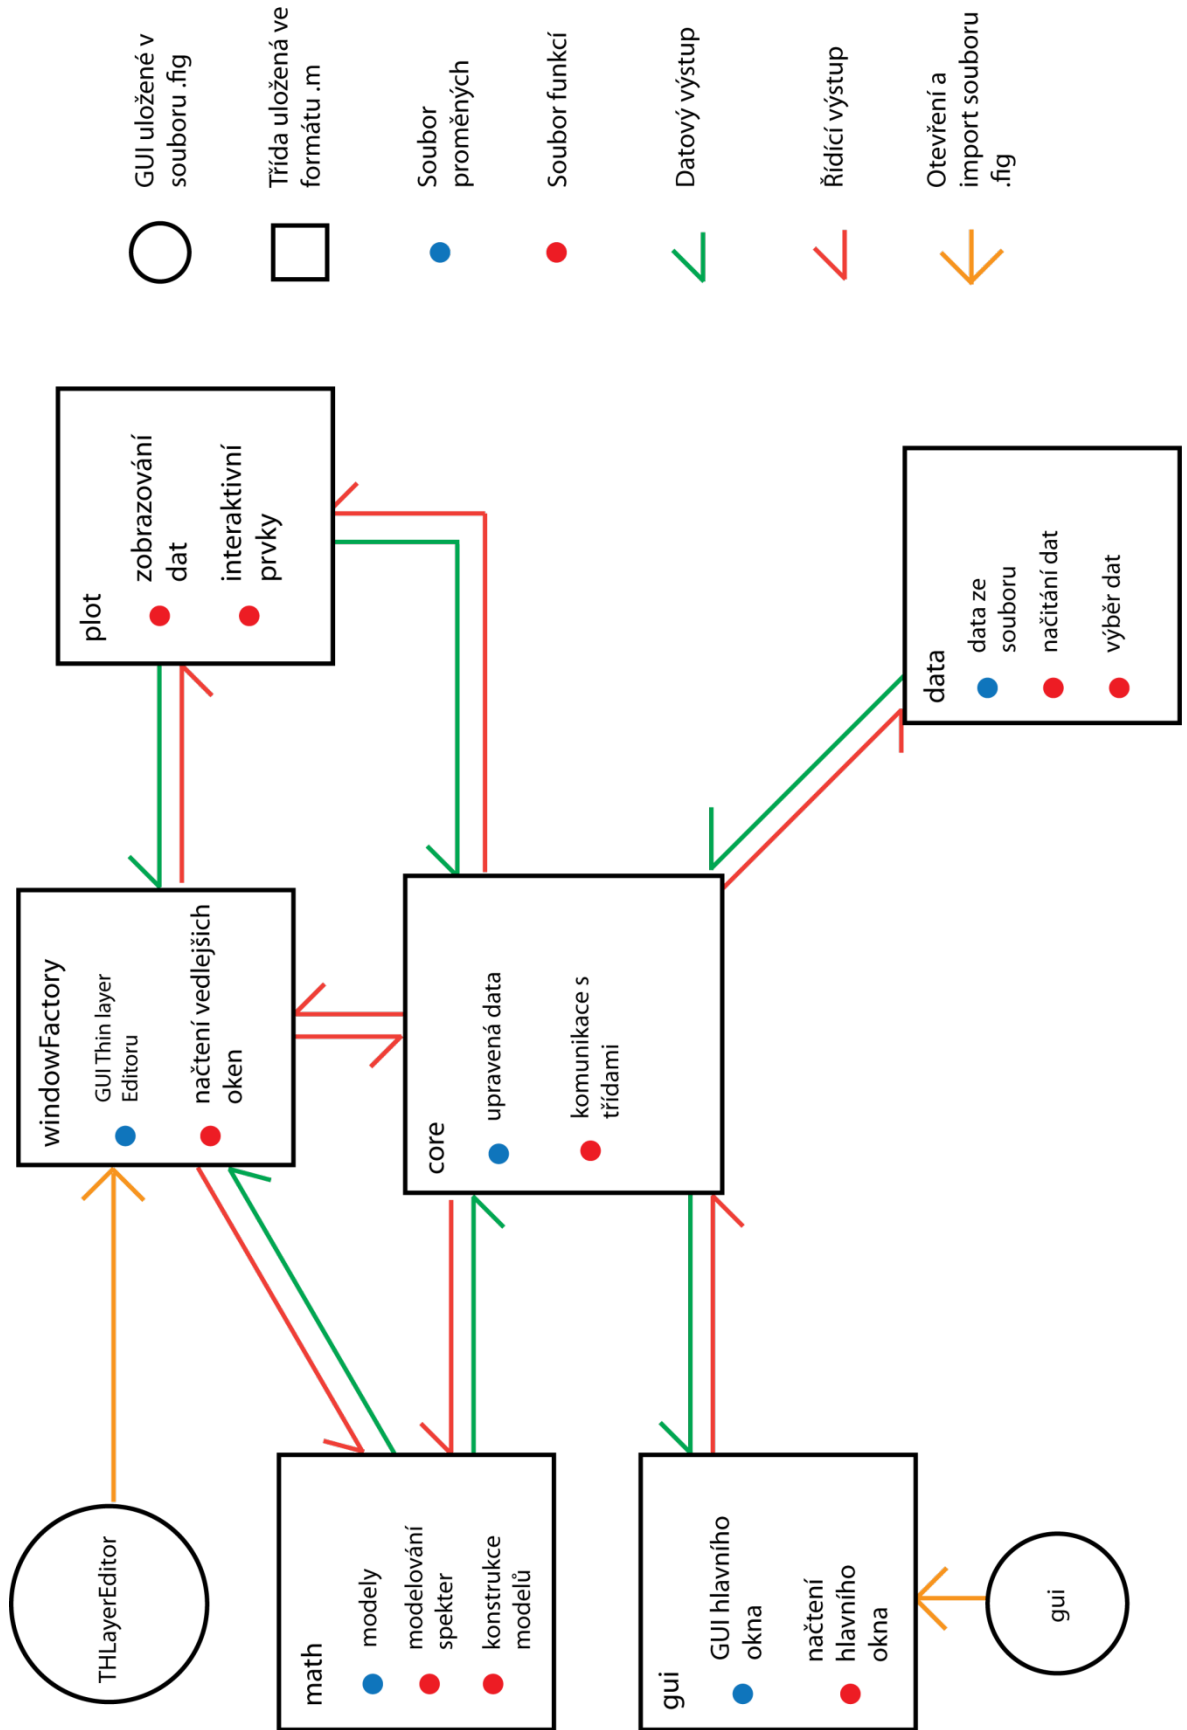 THLayerEditor
windowFactory
GUI Thin layer
Editoru
načtení vedlejších
oken
plot
zobrazování
dat
interaktivní
prvky
math
modely
modelování
spekter
konstrukce
modelů
core
upravená data
komunikace s
třídami
gui
GUI hlavního
okna
načtení
hlavního
okna
gui
data
data ze
souboru
načítání dat
výběr dat
GUI uložené v
souboru .fig
Třída uložená ve
formátu .m
Soubor
proměných
Soubor funkcí
Datový výstup
Řídící výstup
Otevření a
import souboru
.fig